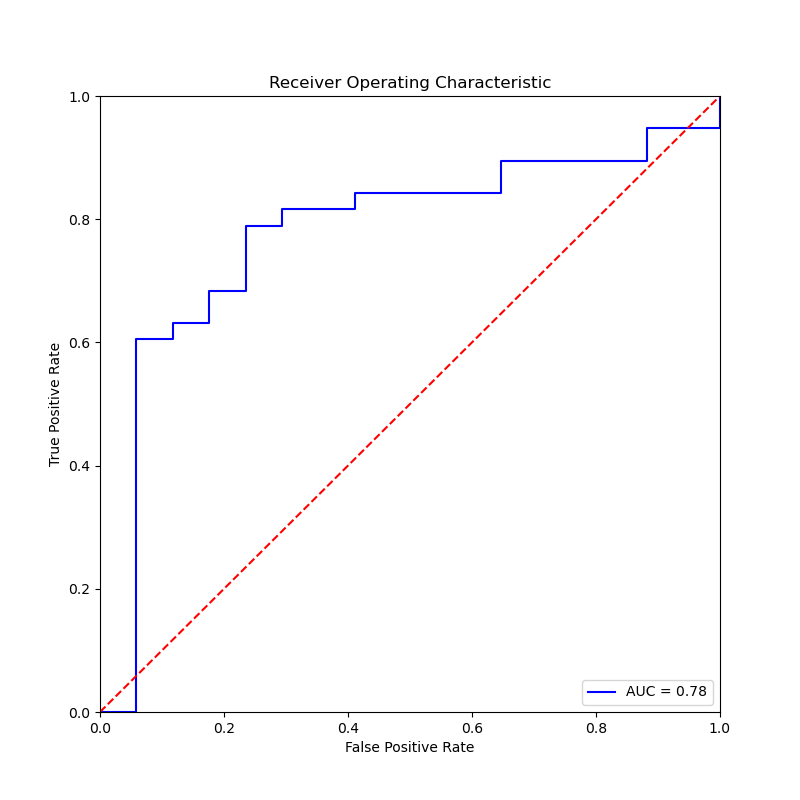 Receiver Operating Characteristic
True Positive Rate
1.0
0.8
0.6
0.4
0.2
0.0
AUC = 0.78
0.0 0.2 0.4 0.6 0.8 1.0
False Positive Rate